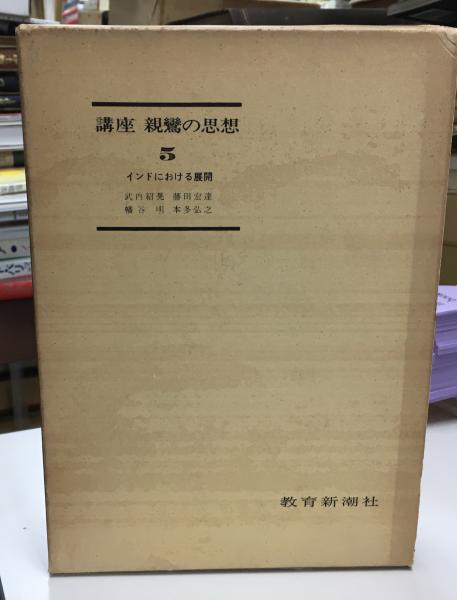 講座 親鸞の思想
5
インドにおける展開
武内紹晃 藤田宏達
幡谷 明 本多弘之
教育新潮社